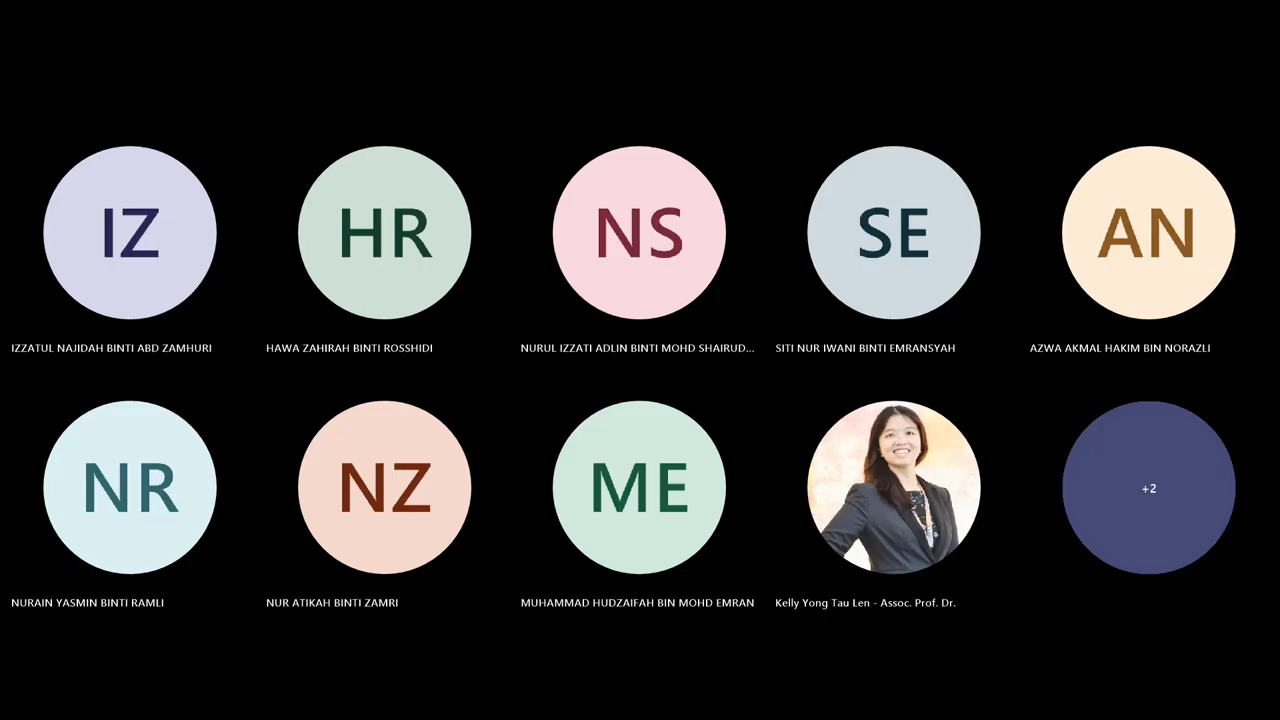 IZ
HR
NS
SE
AN
IZZATUL NAJIDAH BINTI ABD ZAMHURI
HAWA ZAHIRAH BINTI ROSSHIDI
NURUL IZZATI ADLIN BINTI MOHD SHAIRUD...
SITI NUR IWANI BINTI EMRANSYAH
AZWA AKMAL HAKIM BIN NORAZLI
NR
NZ
ME
+2
NURAIN YASMIN BINTI RAMLI
NUR ATIKAH BINTI ZAMRI
MUHAMMAD HUDZAIFAH BIN MOHD EMRAN
Kelly Yong Tau Len - Assoc. Prof. Dr.